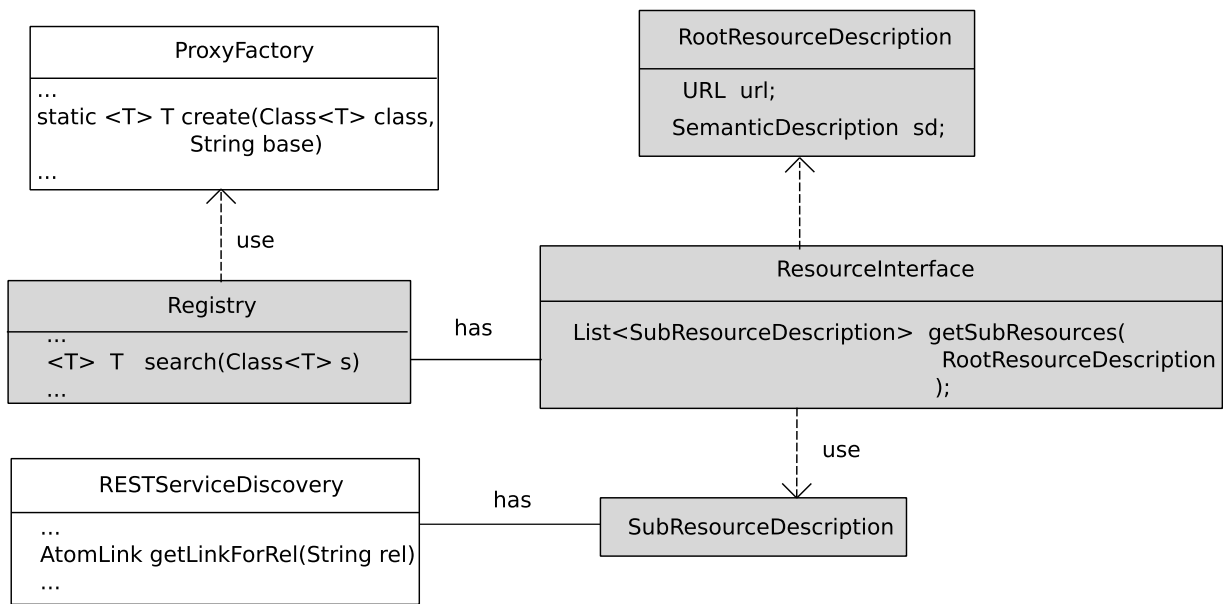 ProxyFactory
...
static <T> T create(Class<T> class,
String base)
...
RootResourceDescription
URL url;
SemanticDescription sd;
use
Registry
...
<T> T search(Class<T> s)
...
has
ResourceInterface
List<SubResourceDescription> getSubResources(
RootResourceDescription
);
use
RESTServiceDiscovery
...
AtomLink getLinkForRel(String rel)
...
has
SubResourceDescription